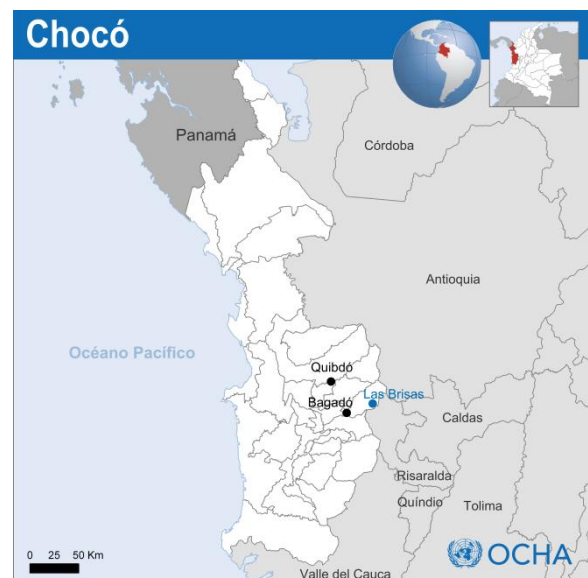 Chocó
Panamá
Córdoba
Antioquia
Océano Pacífico
Quibdó
Las Brisas
Bagadó
Caldas
Risaralda
Quíndio
Tolima
0 25 50 Km
OCHA
Valle del Cauca